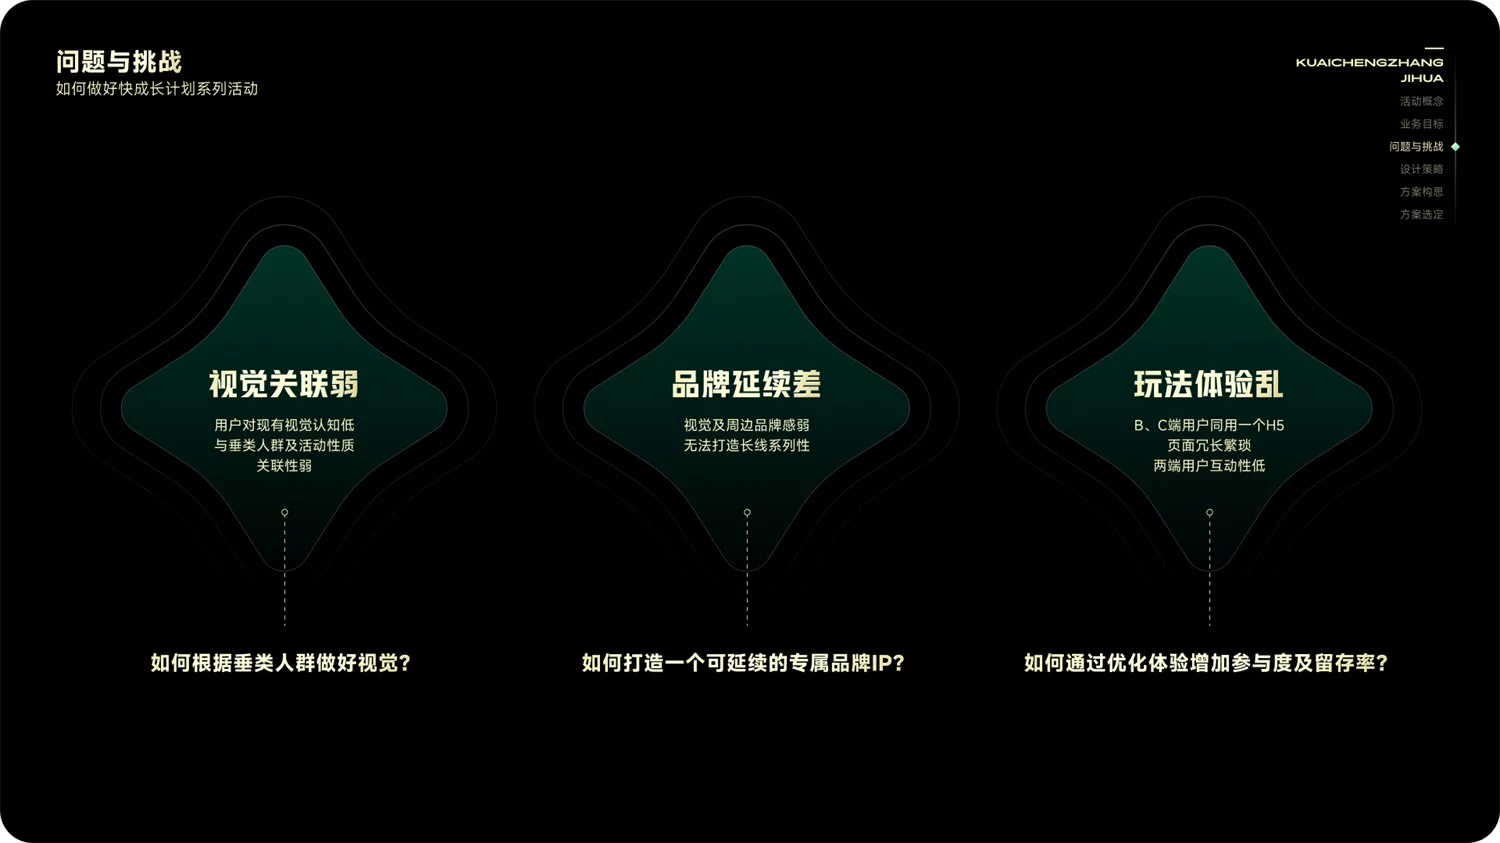 问题与挑战
如何做好快成长计划系列活动
KUAICHENGZHANG
JIHUA
活动概念
业务目标
问题与挑战
设计策略
方案构思
方案选定
视觉关联弱
用户对现有视觉认知低
与垂类人群及活动性质
关联性弱
如何根据垂类人群做好视觉?
品牌延续差
视觉及周边品牌感弱
无法打造长线系列性
如何打造一个可延续的专属品牌IP?
玩法体验乱
B、C端用户同用一个H5
页面冗长繁琐
两端用户互动性低
如何通过优化体验增加参与度及留存率?